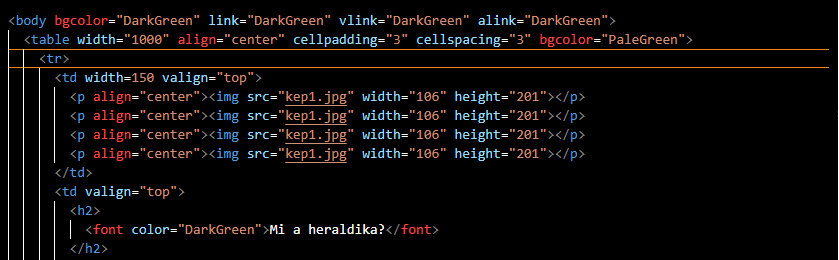 <body bgcolor="DarkGreen" link="DarkGreen" vlink="DarkGreen" alink="DarkGreen">
<table width="1000" align="center" cellpadding="3" cellspacing="3" bgcolor="PaleGreen">
<tr>
<td width=150 valign="top">
<p align="center"><img src="kep1.jpg" width="106" height="201"></p>
<p align="center"><img src="kep1.jpg" width="106" height="201"></p>
<p align="center"><img src="kep1.jpg" width="106" height="201"></p>
<p align="center"><img src="kep1.jpg" width="106" height="201"></p>
</td>
<td valign="top">
<h2>
<font color="DarkGreen">Mi a heraldika?</font>
</h2>